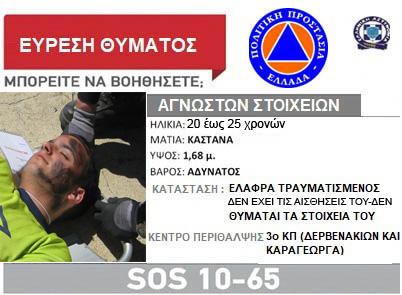 ΕΥΡΕΣΗ ΘΥΜΑΤΟΣ
ΠΟΛΙΤΙΚΗ ΠΡΟΣΤΑΣΙΑ
ΕΛΛΑΔΑ
ΜΠΟΡΕΙΤΕ ΝΑ ΒΟΗΘΗΣΕΤΕ;
ΑΓΝΩΣΤΩΝ ΣΤΟΙΧΕΙΩΝ
ΗΛΙΚΙΑ: 20 έως 25 χρονών
ΜΑΤΙΑ: ΚΑΣΤΑΝΑ
ΥΨΟΣ: 1,68 μ.
ΒΑΡΟΣ: ΑΔΥΝΑΤΟΣ
ΚΑΤΑΣΤΑΣΗ : ΕΛΑΦΡΑ ΤΡΑΥΜΑΤΙΣΜΕΝΟΣ
ΔΕΝ ΕΧΕΙ ΤΙΣ ΑΙΣΘΗΣΕΙΣ ΤΟΥ-ΔΕΝ
ΘΥΜΑΤΑΙ ΤΑ ΣΤΟΙΧΕΙΑ ΤΟΥ
ΚΕΝΤΡΟ ΠΕΡΙΘΑΛΨΗΣ 3ο ΚΠ (ΔΕΡΒΕΝΑΚΙΩΝ ΚΑΙ
ΚΑΡΑΓΕΩΡΓΑ)
SOS 10-65